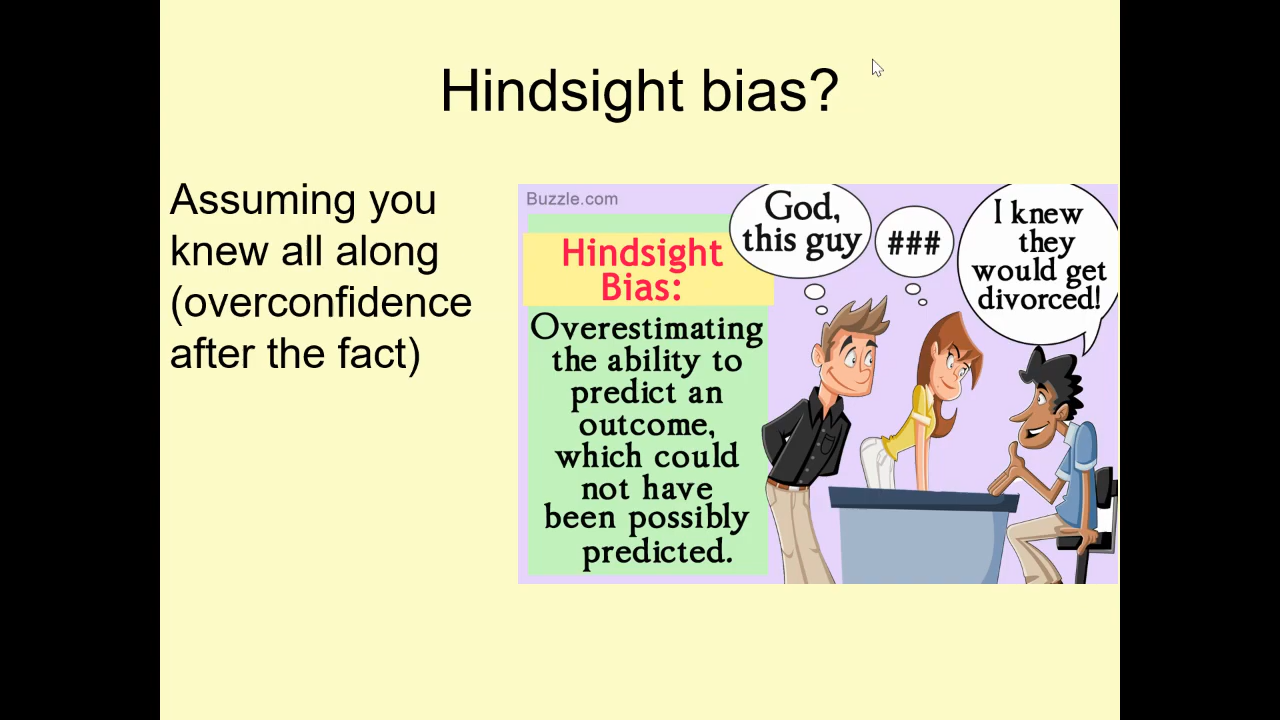 Hindsight bias?
Assuming you
knew all along
(overconfidence
after the fact)
Buzzle.com
Hindsight
Bias:
Overestimating
the ability to
predict an
outcome,
which could
not have
been possibly
predicted.
God,
this guy
###
I knew
they
would get
divorced!